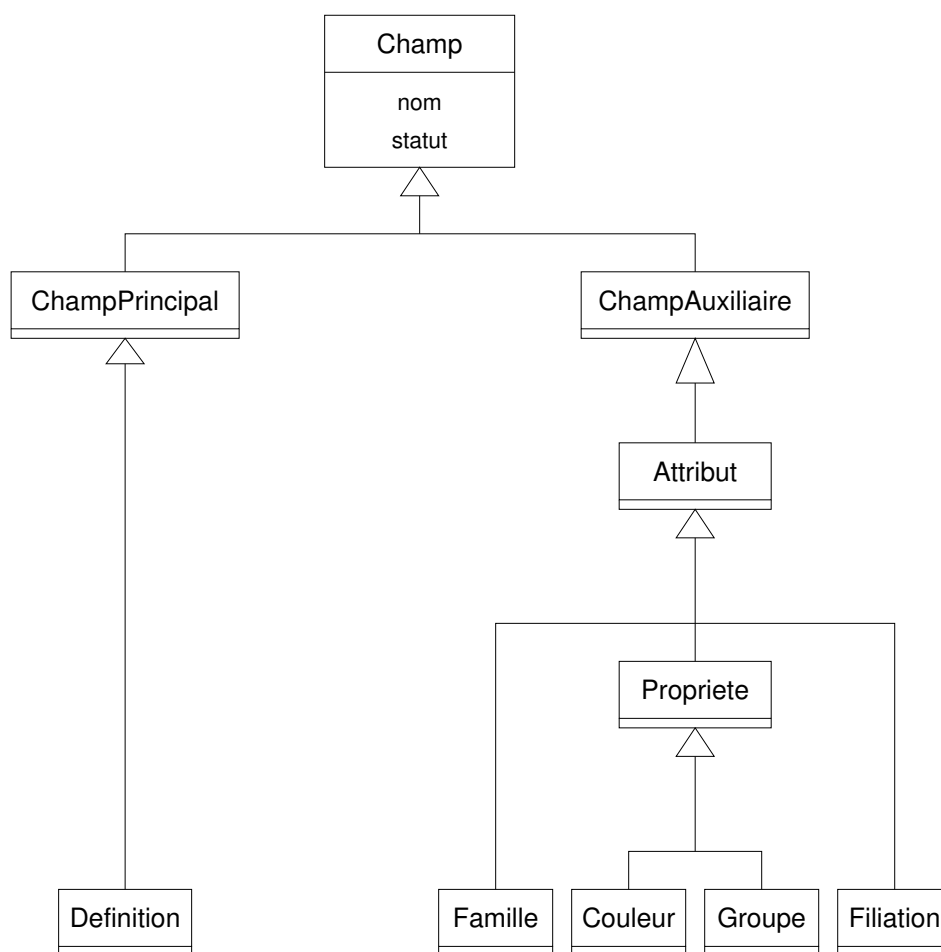 Champ
nom
statut
ChampPrincipal
ChampAuxiliaire
Attribut
Propriete
Definition
Famille
Couleur
Groupe
Filiation